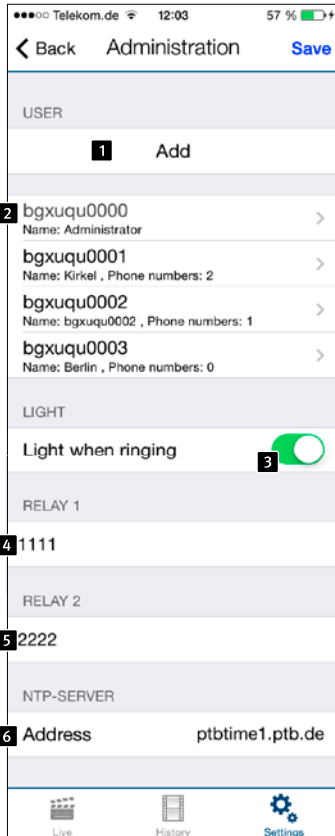 Telekom.de 12:03 57 %
Back Administration Save
USER
1 Add
2 bgxuqu0000
Name: Administrator
bgxuqu0001
Name: Kirkel , Phone numbers: 2
bgxuqu0002
Name: bgxuqu0002 , Phone numbers: 1
bgxuqu0003
Name: Berlin , Phone numbers: 0
LIGHT
Light when ringing
3
RELAY 1
4 1111
RELAY 2
5 2222
NTP-SERVER
6 Address ptbtime1.ptb.de
Live History Settings